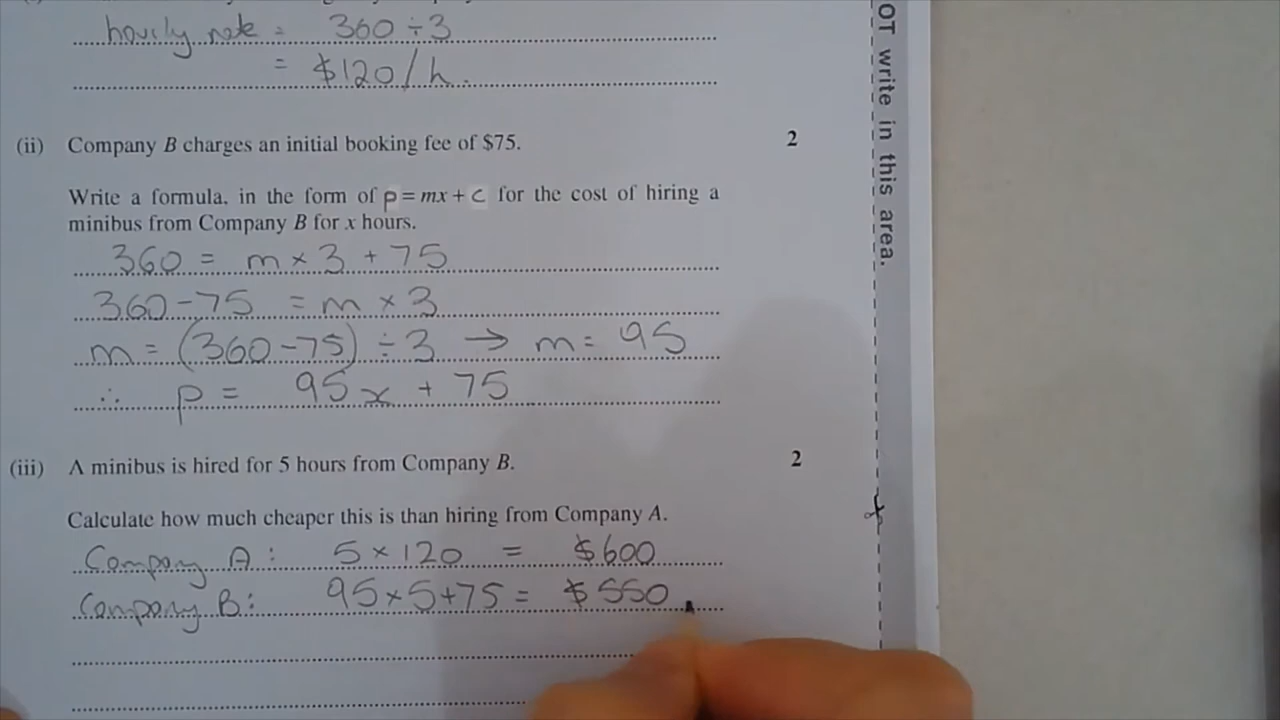 hourly rate = 360 ÷ 3
= $120/h.
OT write in this area.
(ii) Company B charges an initial booking fee of $75. 2
Write a formula, in the form of p = mx + c for the cost of hiring a
minibus from Company B for x hours.
360 = m × 3 + 75
360 - 75 = m × 3
m = (360 - 75) ÷ 3 → m = 95
∴ p = 95x + 75
(iii) A minibus is hired for 5 hours from Company B. 2
Calculate how much cheaper this is than hiring from Company A.
Company A: 5 × 120 = $600
Company B: 95 × 5 + 75 = $550